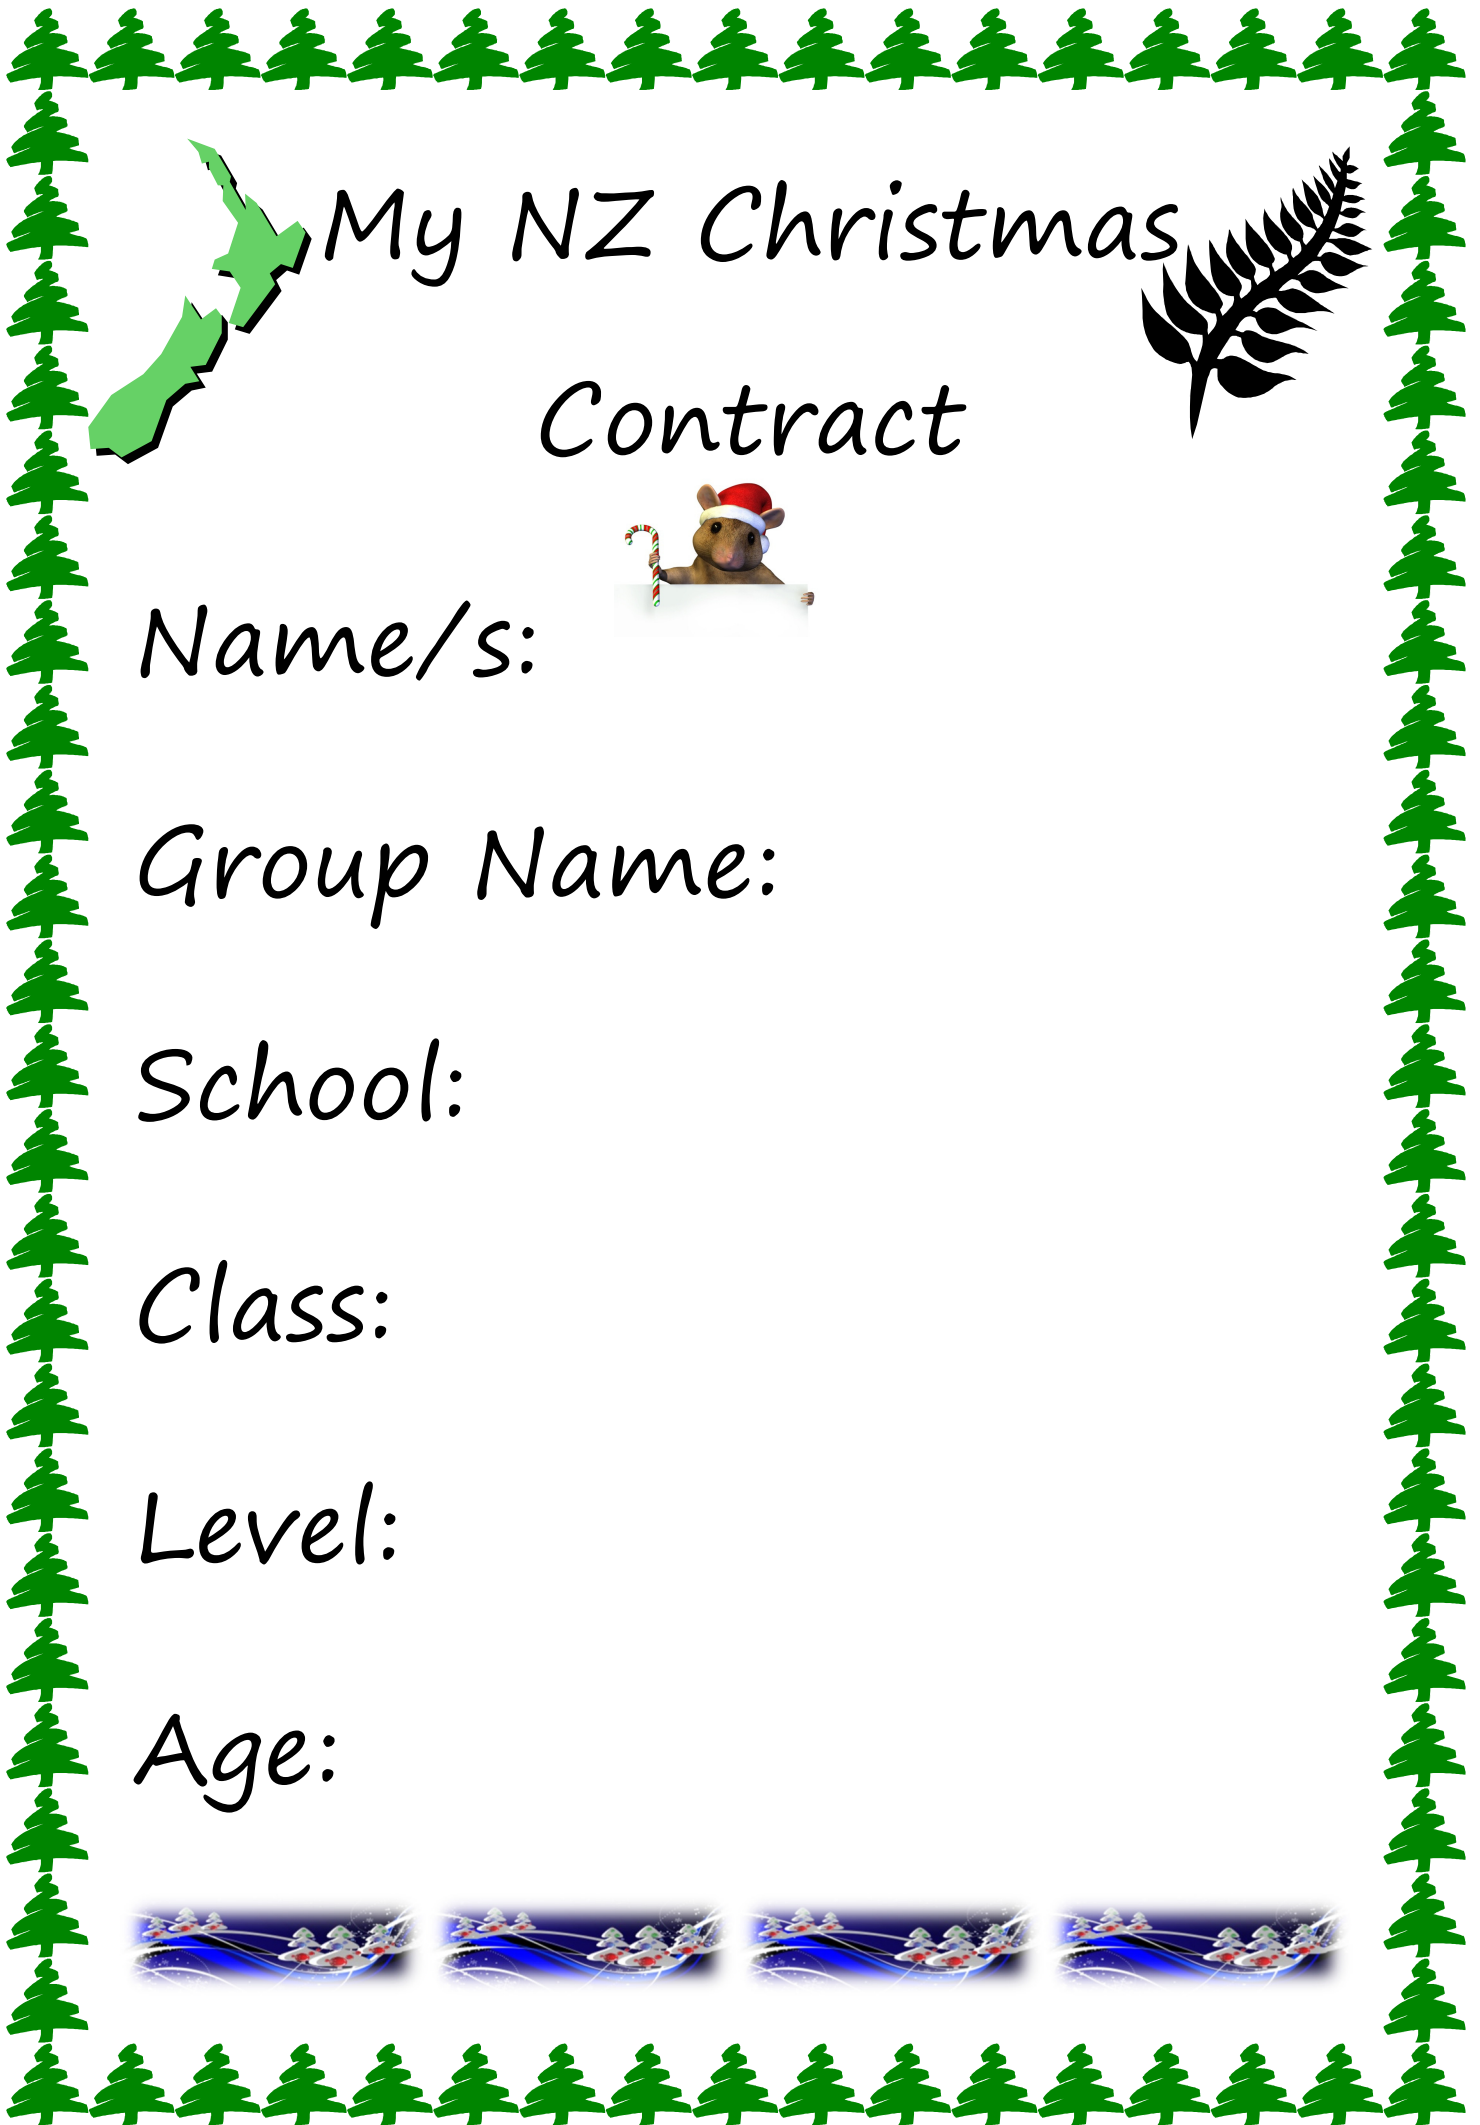 My NZ Christmas
Contract
Name/s:
Group Name:
School:
Class:
Level:
Age: